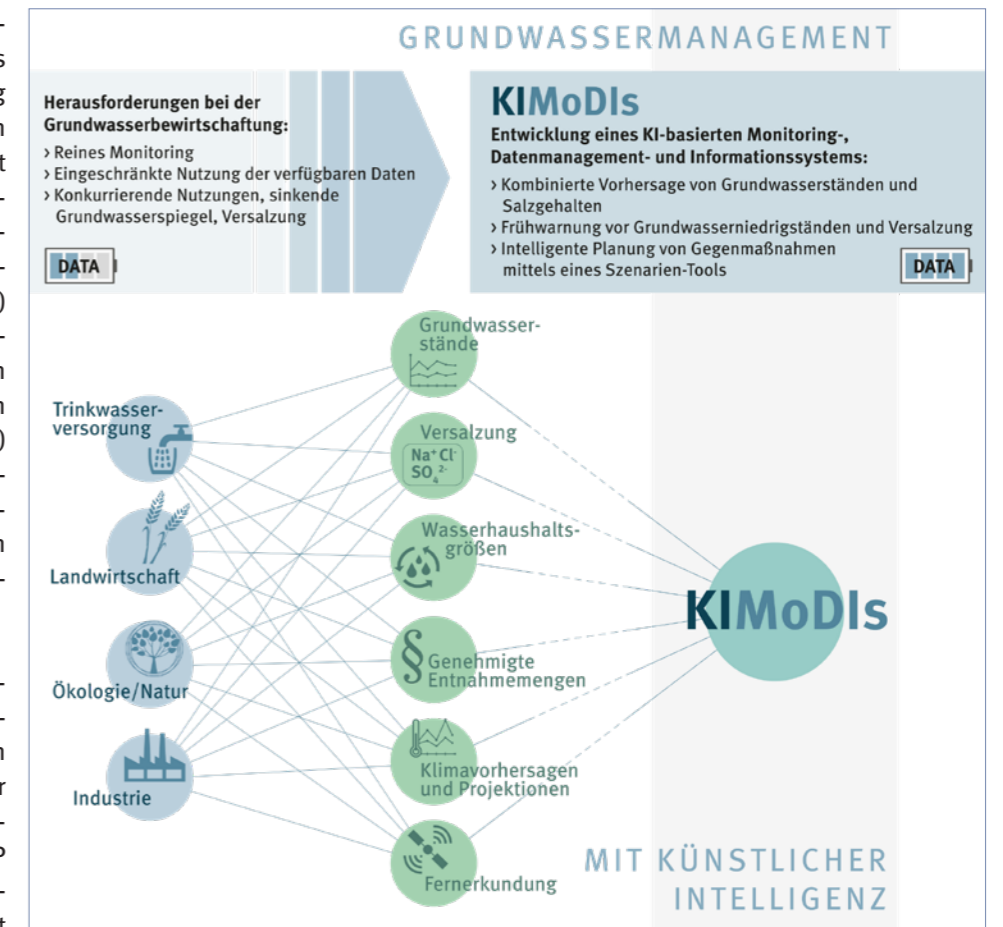 GRUNDWASSERMANAGEMENT
Herausforderungen bei der
Grundwasserbewirtschaftung:
› Reines Monitoring
› Eingeschränkte Nutzung der verfügbaren Daten
› Konkurrierende Nutzungen, sinkende
Grundwasserspiegel, Versalzung
DATA
KIMoDIs
Entwicklung eines KI-basierten Monitoring-,
Datenmanagement- und Informationssystems:
› Kombinierte Vorhersage von Grundwasserständen und
Salzgehalten
› Frühwarnung vor Grundwasserniedrigständen und Versalzung
› Intelligente Planung von Gegenmaßnahmen
mittels eines Szenarien-Tools
DATA
Trinkwasser-
versorgung
Landwirtschaft
Ökologie/Natur
Industrie
Grundwasser-
stände
Versalzung
Na⁺ Cl⁻
SO₄²⁻
Wasserhaushalts-
größen
§
Genehmigte
Entnahmemengen
Klimavorhersagen
und Projektionen
Fernerkundung
KIMoDIs
MIT KÜNSTLICHER
INTELLIGENZ